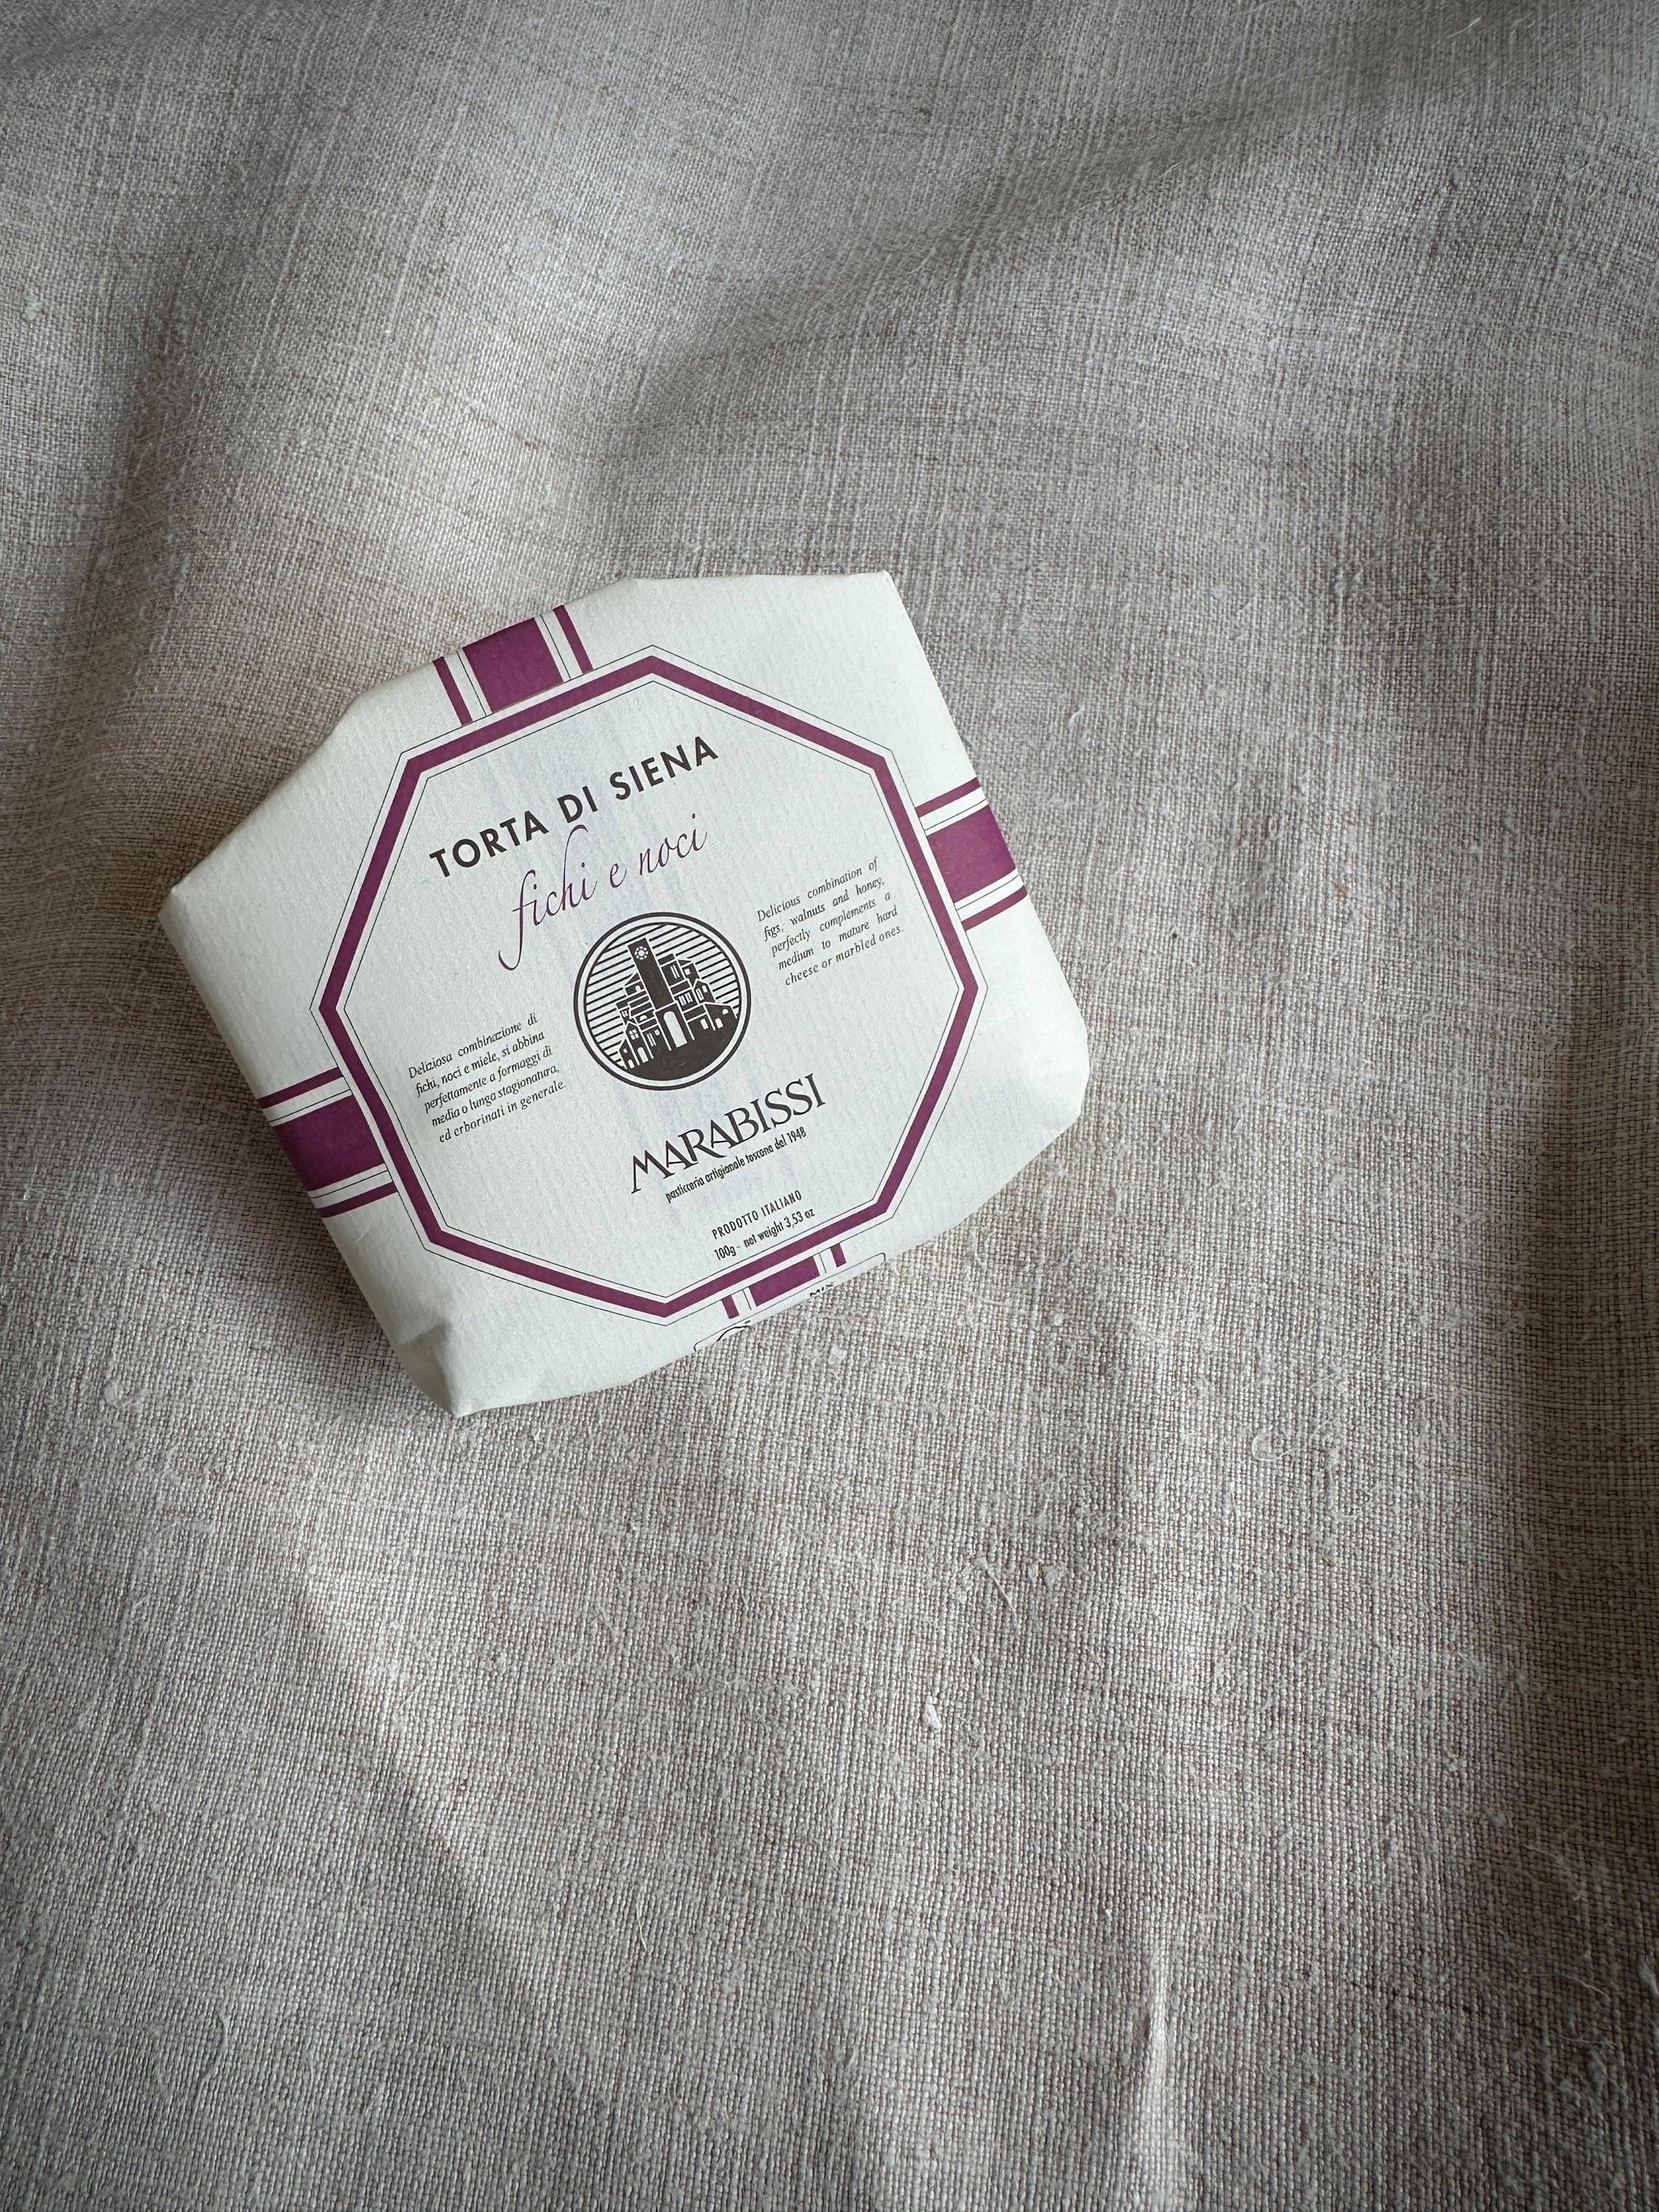 TORTA DI SIENA
fichi e noci
Delicious combination of
figs, walnuts and honey,
perfectly complements a
medium to mature hard
cheese or marbled ones.
Deliziosa combinazione di
fichi, noci e miele, si abbina
perfettamente a formaggi di
media o lunga stagionatura,
ed erborinati in generale.
MARABISSI
pasticceria artigianale toscana dal 1948
PRODOTTO ITALIANO
100g - net weight 3,53 oz